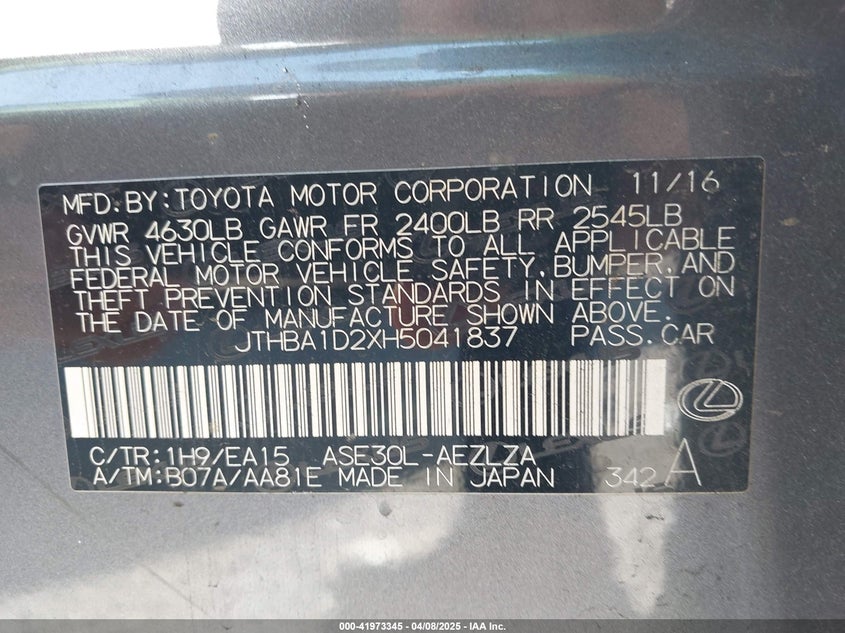 MFD.BY:TOYOTA MOTOR CORPORATION 11/16
GVWR 4630LB GAWR FR 2400LB RR 2545LB
THIS VEHICLE CONFORMS TO ALL APPLICABLE
FEDERAL MOTOR VEHICLE SAFETY,BUMPER,AND
THEFT PREVENTION STANDARDS IN EFFECT ON
THE DATE OF MANUFACTURE SHOWN ABOVE.
JTHBA1D2XH5041837 PASS.CAR
C/TR:1H9/EA15 ASE30L-AEZLZA
A/TM:B07A/AA81E MADE IN JAPAN 342 A
000-41973345 - 04/08/2025 - IAA Inc.